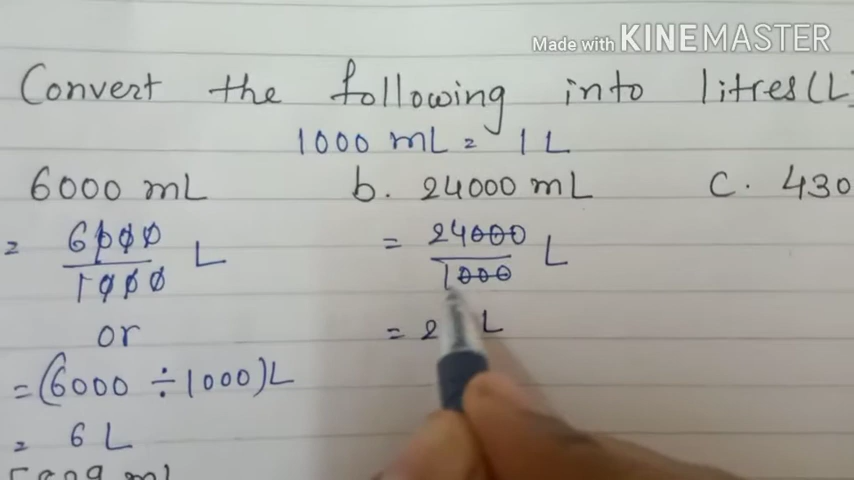 Made with KINEMASTER
Convert the following into litres (L)
1000 mL = 1 L
6000 mL
= 6000 / 1000 L
or
= (6000 ÷ 1000) L
= 6 L
b. 24000 mL
= 24000 / 1000 L
= 2 L
C. 430